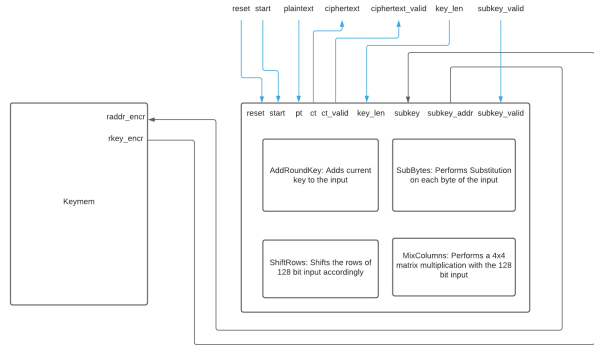 reset start plaintext ciphertext ciphertext_valid key_len subkey_valid
raddr_encr
rkey_encr
Keymem
reset start pt ct ct_valid key_len subkey subkey_addr subkey_valid
AddRoundKey: Adds current
key to the input
SubBytes: Performs Substitution
on each byte of the input
ShiftRows: Shifts the rows of
128 bit input accordingly
MixColumns: Performs a 4x4
matrix multiplication with the 128
bit input